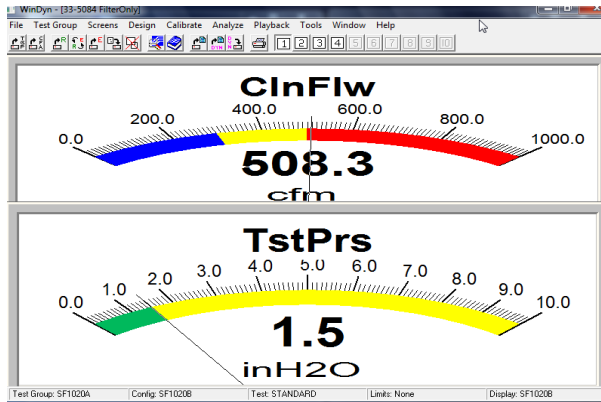 WinDyn - [33-5084 FilterOnly]
File Test Group Screens Design Calibrate Analyze Playback Tools Window Help
1 2 3 4 5 6 7 8 9 10
ClnFlw
0.0 200.0 400.0 600.0 800.0 1000.0
508.3
cfm
TstPrs
0.0 1.0 2.0 3.0 4.0 5.0 6.0 7.0 8.0 9.0 10.0
1.5
inH2O
Test Group: SF1020A Config: SF1020B Test: STANDARD Limits: None Display: SF1020B